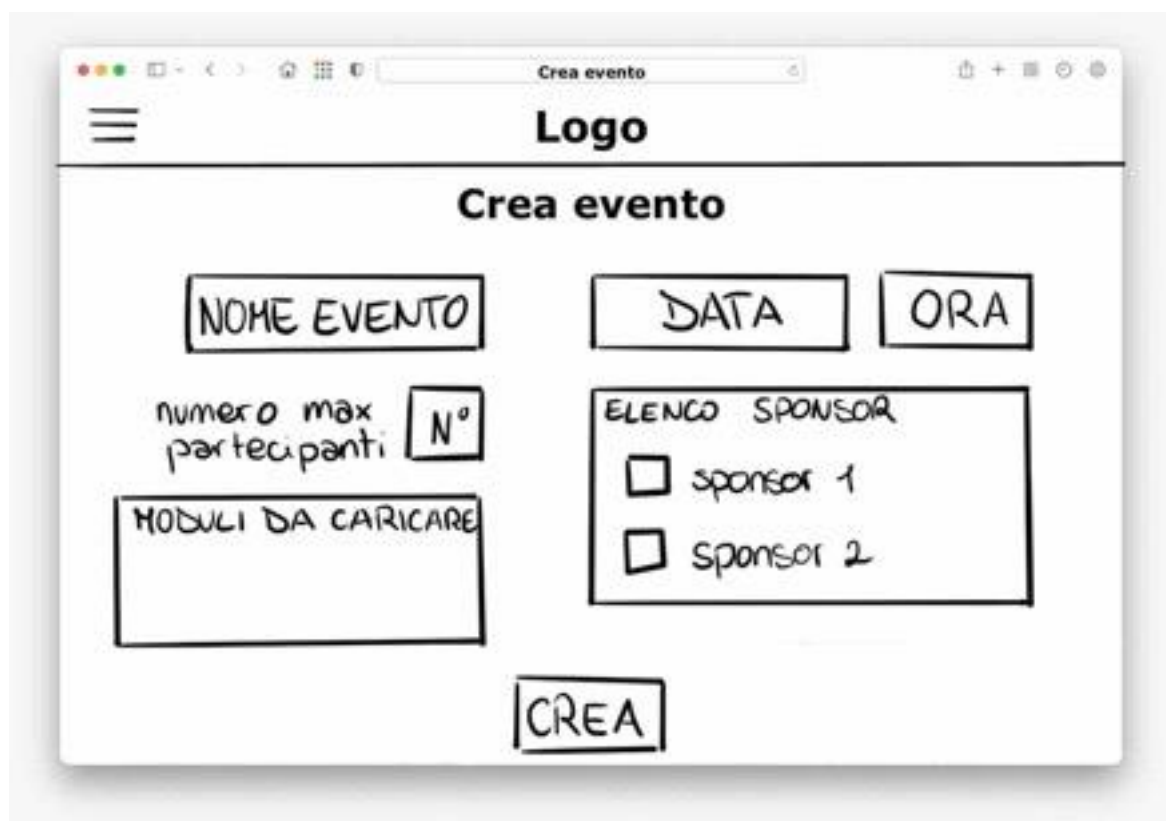 Crea evento
Logo
Crea evento
NOME EVENTO
DATA
ORA
numero max
partecipanti
N°
ELENCO SPONSOR
sponsor 1
sponsor 2
MODULI DA CARICARE
CREA